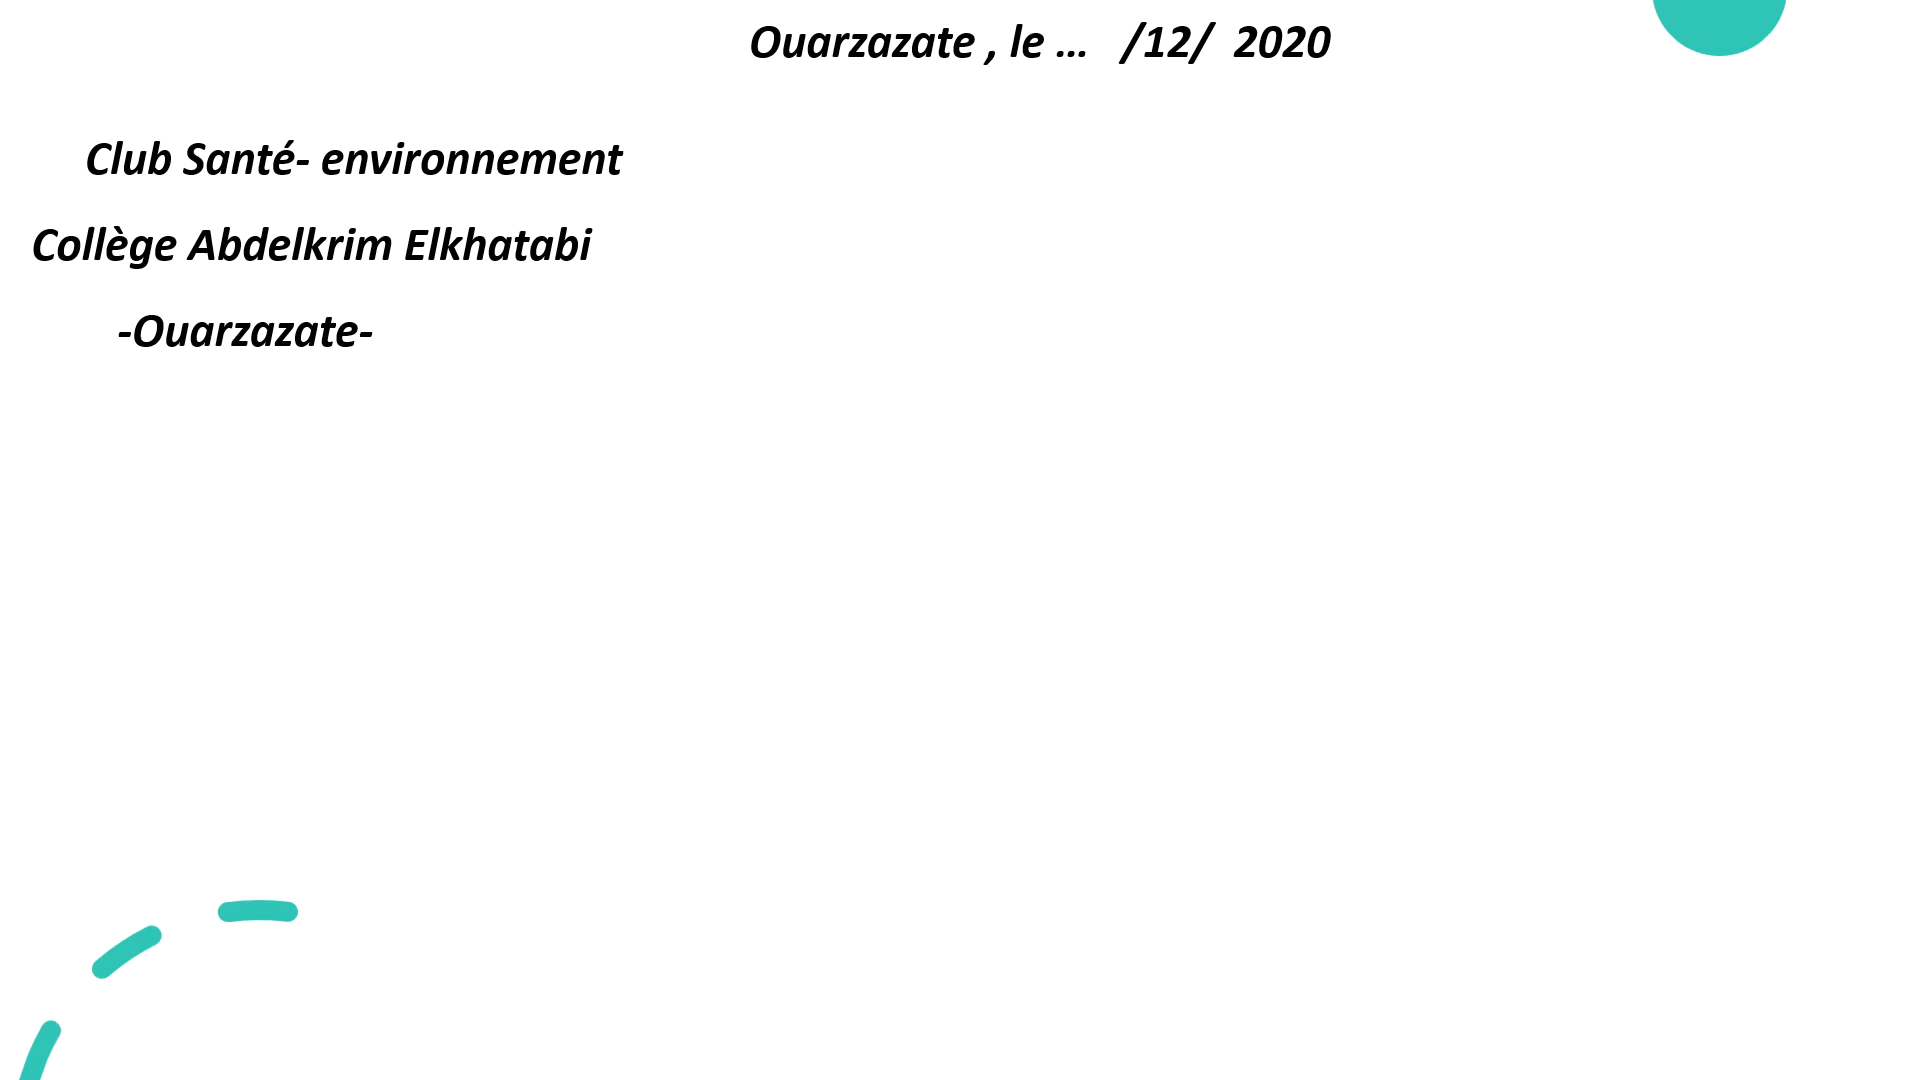 Ouarzazate , le ... /12/ 2020
Club Santé- environnement
Collège Abdelkrim Elkhatabi
-Ouarzazate-